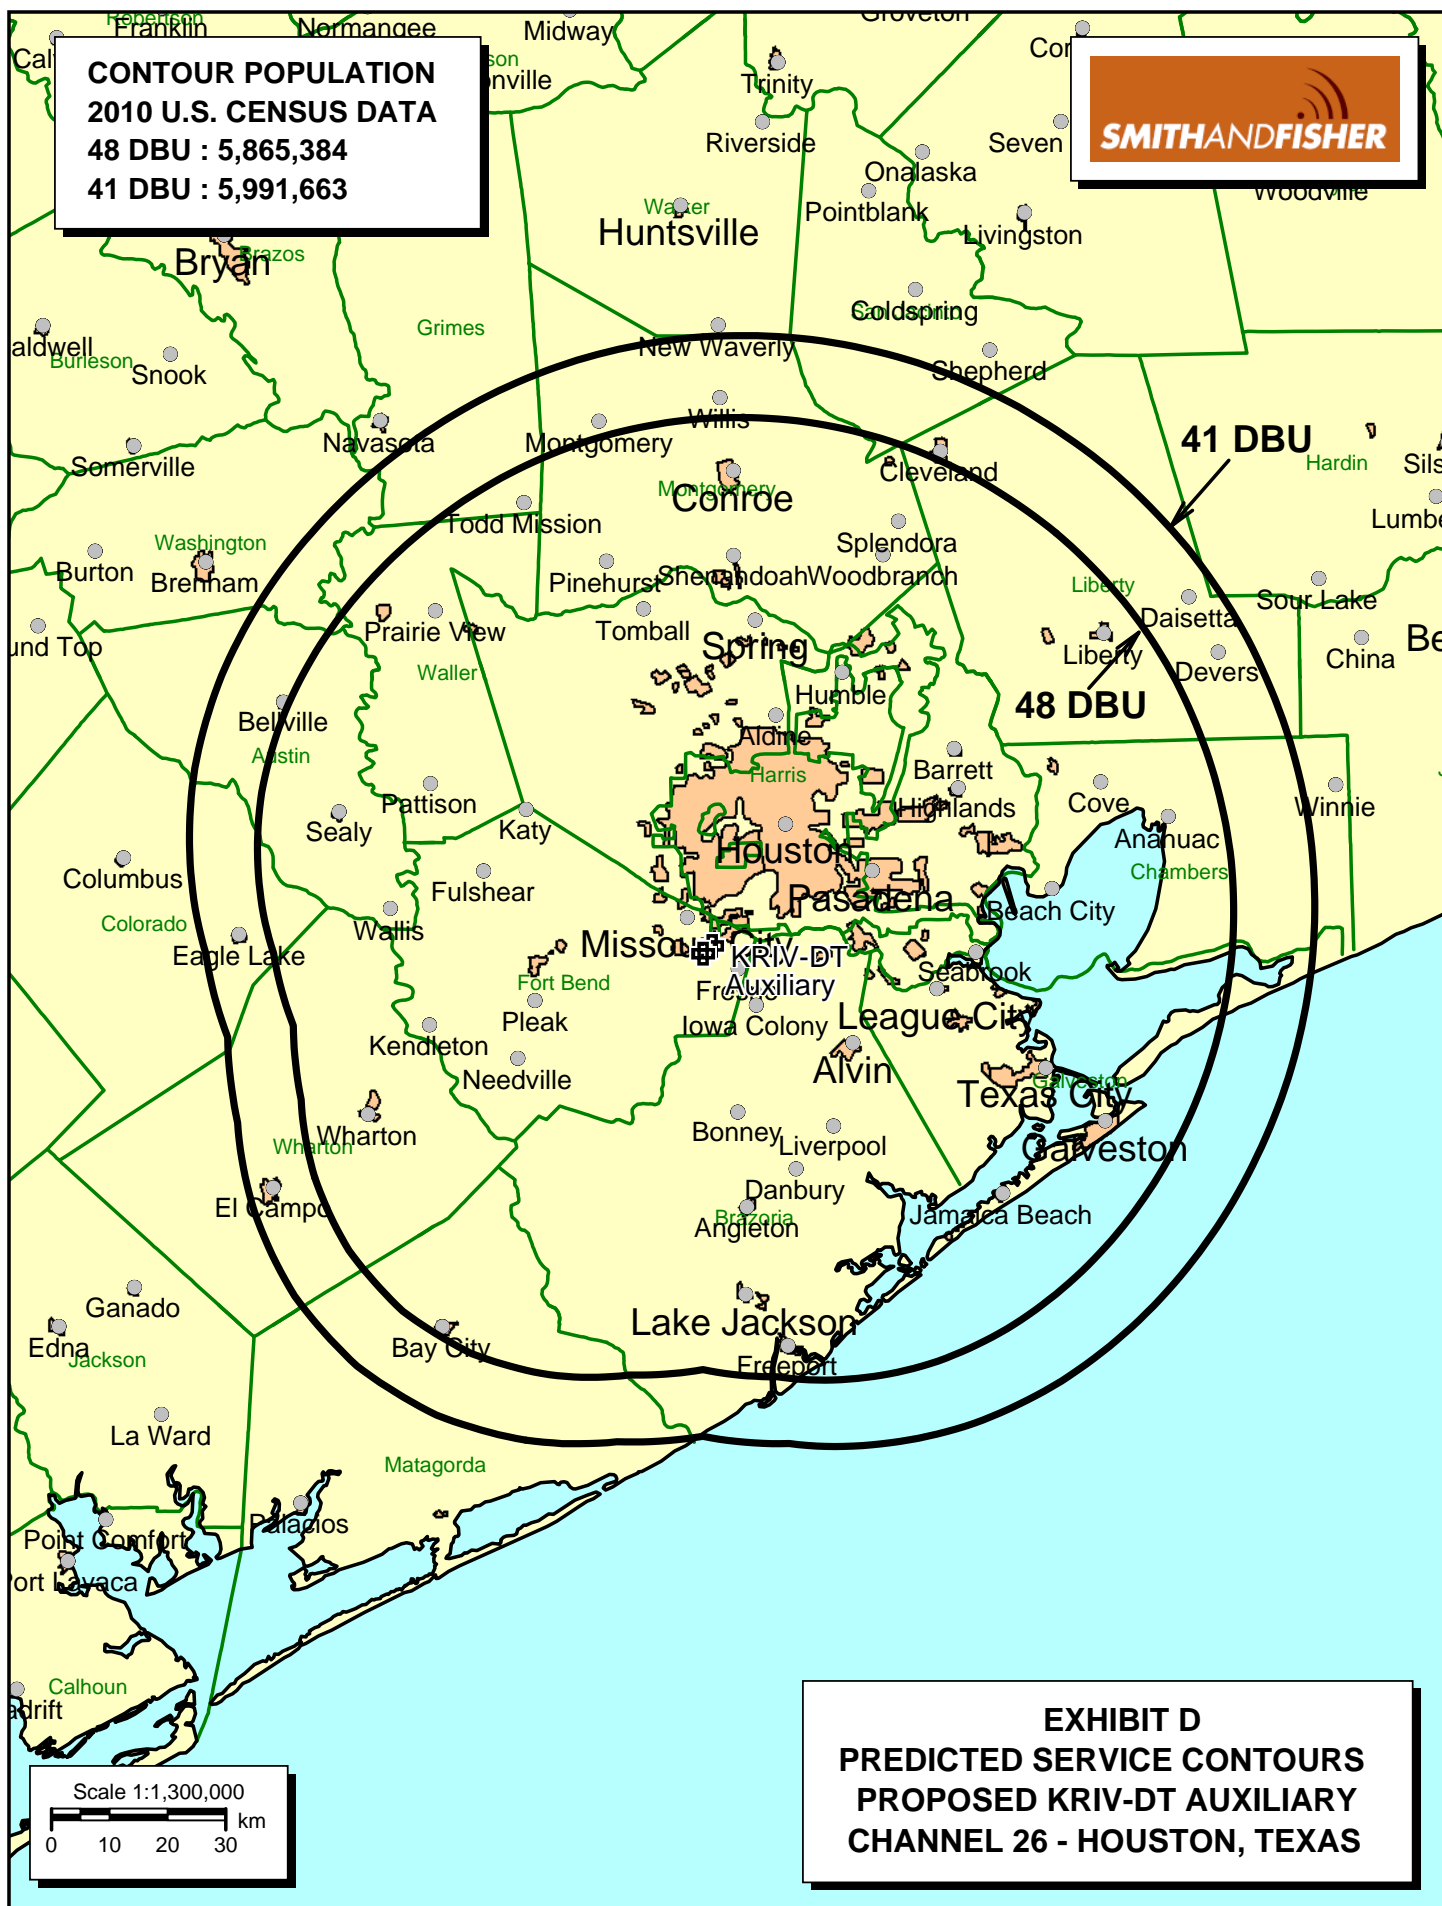 Robertson
Franklin
Normangee
Midway
Groveton
CONTOUR POPULATION
2010 U.S. CENSUS DATA
48 DBU : 5,865,384
41 DBU : 5,991,663
SMITHANDFISHER
Trinity
Riverside
Seven
Onalaska
Pointblank
Woodville
Walker
Huntsville
Livingston
Bryan
Brazos
Coldspring
San Jacinto
Grimes
New Waverly
Burleson
Snook
Shepherd
Willis
Navasota
Montgomery
41 DBU
Somerville
Cleveland
Hardin
Montgomery
Conroe
Todd Mission
Washington
Splendora
Burton
Brenham
Pinehurst
Shenandoah
Woodbranch
Liberty
Sour Lake
Daisetta
Prairie View
Tomball
Spring
Liberty
Devers
China
Waller
Humble
48 DBU
Bellville
Aldine
Austin
Harris
Barrett
Pattison
Highlands
Cove
Winnie
Sealy
Katy
Anahuac
Houston
Columbus
Fulshear
Chambers
Pasadena
Beach City
Colorado
Wallis
Missouri City
Eagle Lake
KRIV-DT
Auxiliary
Seabrook
Fort Bend
Fresno
Pleak
Iowa Colony
League City
Kendleton
Needville
Alvin
Galveston
Texas City
Wharton
Bonney
Liverpool
Wharton
Galveston
Danbury
El Campo
Brazoria
Angleton
Jamaica Beach
Ganado
Lake Jackson
Edna
Bay City
Jackson
Freeport
La Ward
Matagorda
Palacios
Point Comfort
Port Lavaca
Calhoun
EXHIBIT D
PREDICTED SERVICE CONTOURS
PROPOSED KRIV-DT AUXILIARY
CHANNEL 26 - HOUSTON, TEXAS
Scale 1:1,300,000
km
0 10 20 30